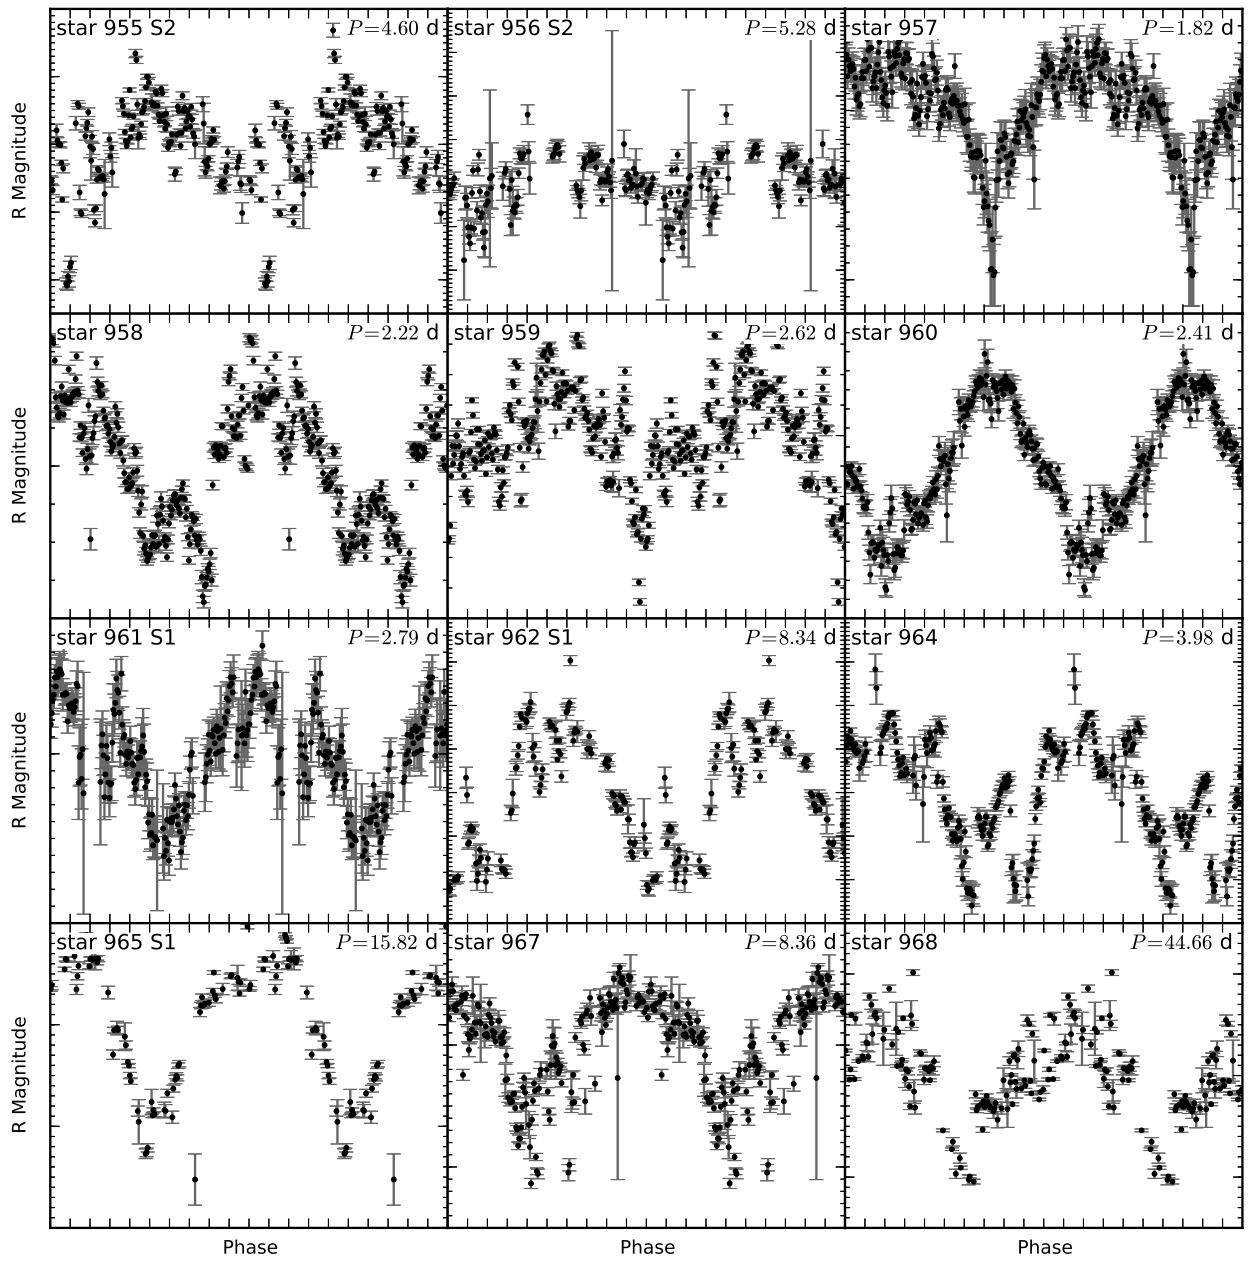 star 955 S2 P=4.60 d
star 956 S2 P=5.28 d
star 957 P=1.82 d
R Magnitude
star 958 P=2.22 d
star 959 P=2.62 d
star 960 P=2.41 d
R Magnitude
star 961 S1 P=2.79 d
star 962 S1 P=8.34 d
star 964 P=3.98 d
R Magnitude
star 965 S1 P=15.82 d
star 967 P=8.36 d
star 968 P=44.66 d
R Magnitude
Phase
Phase
Phase